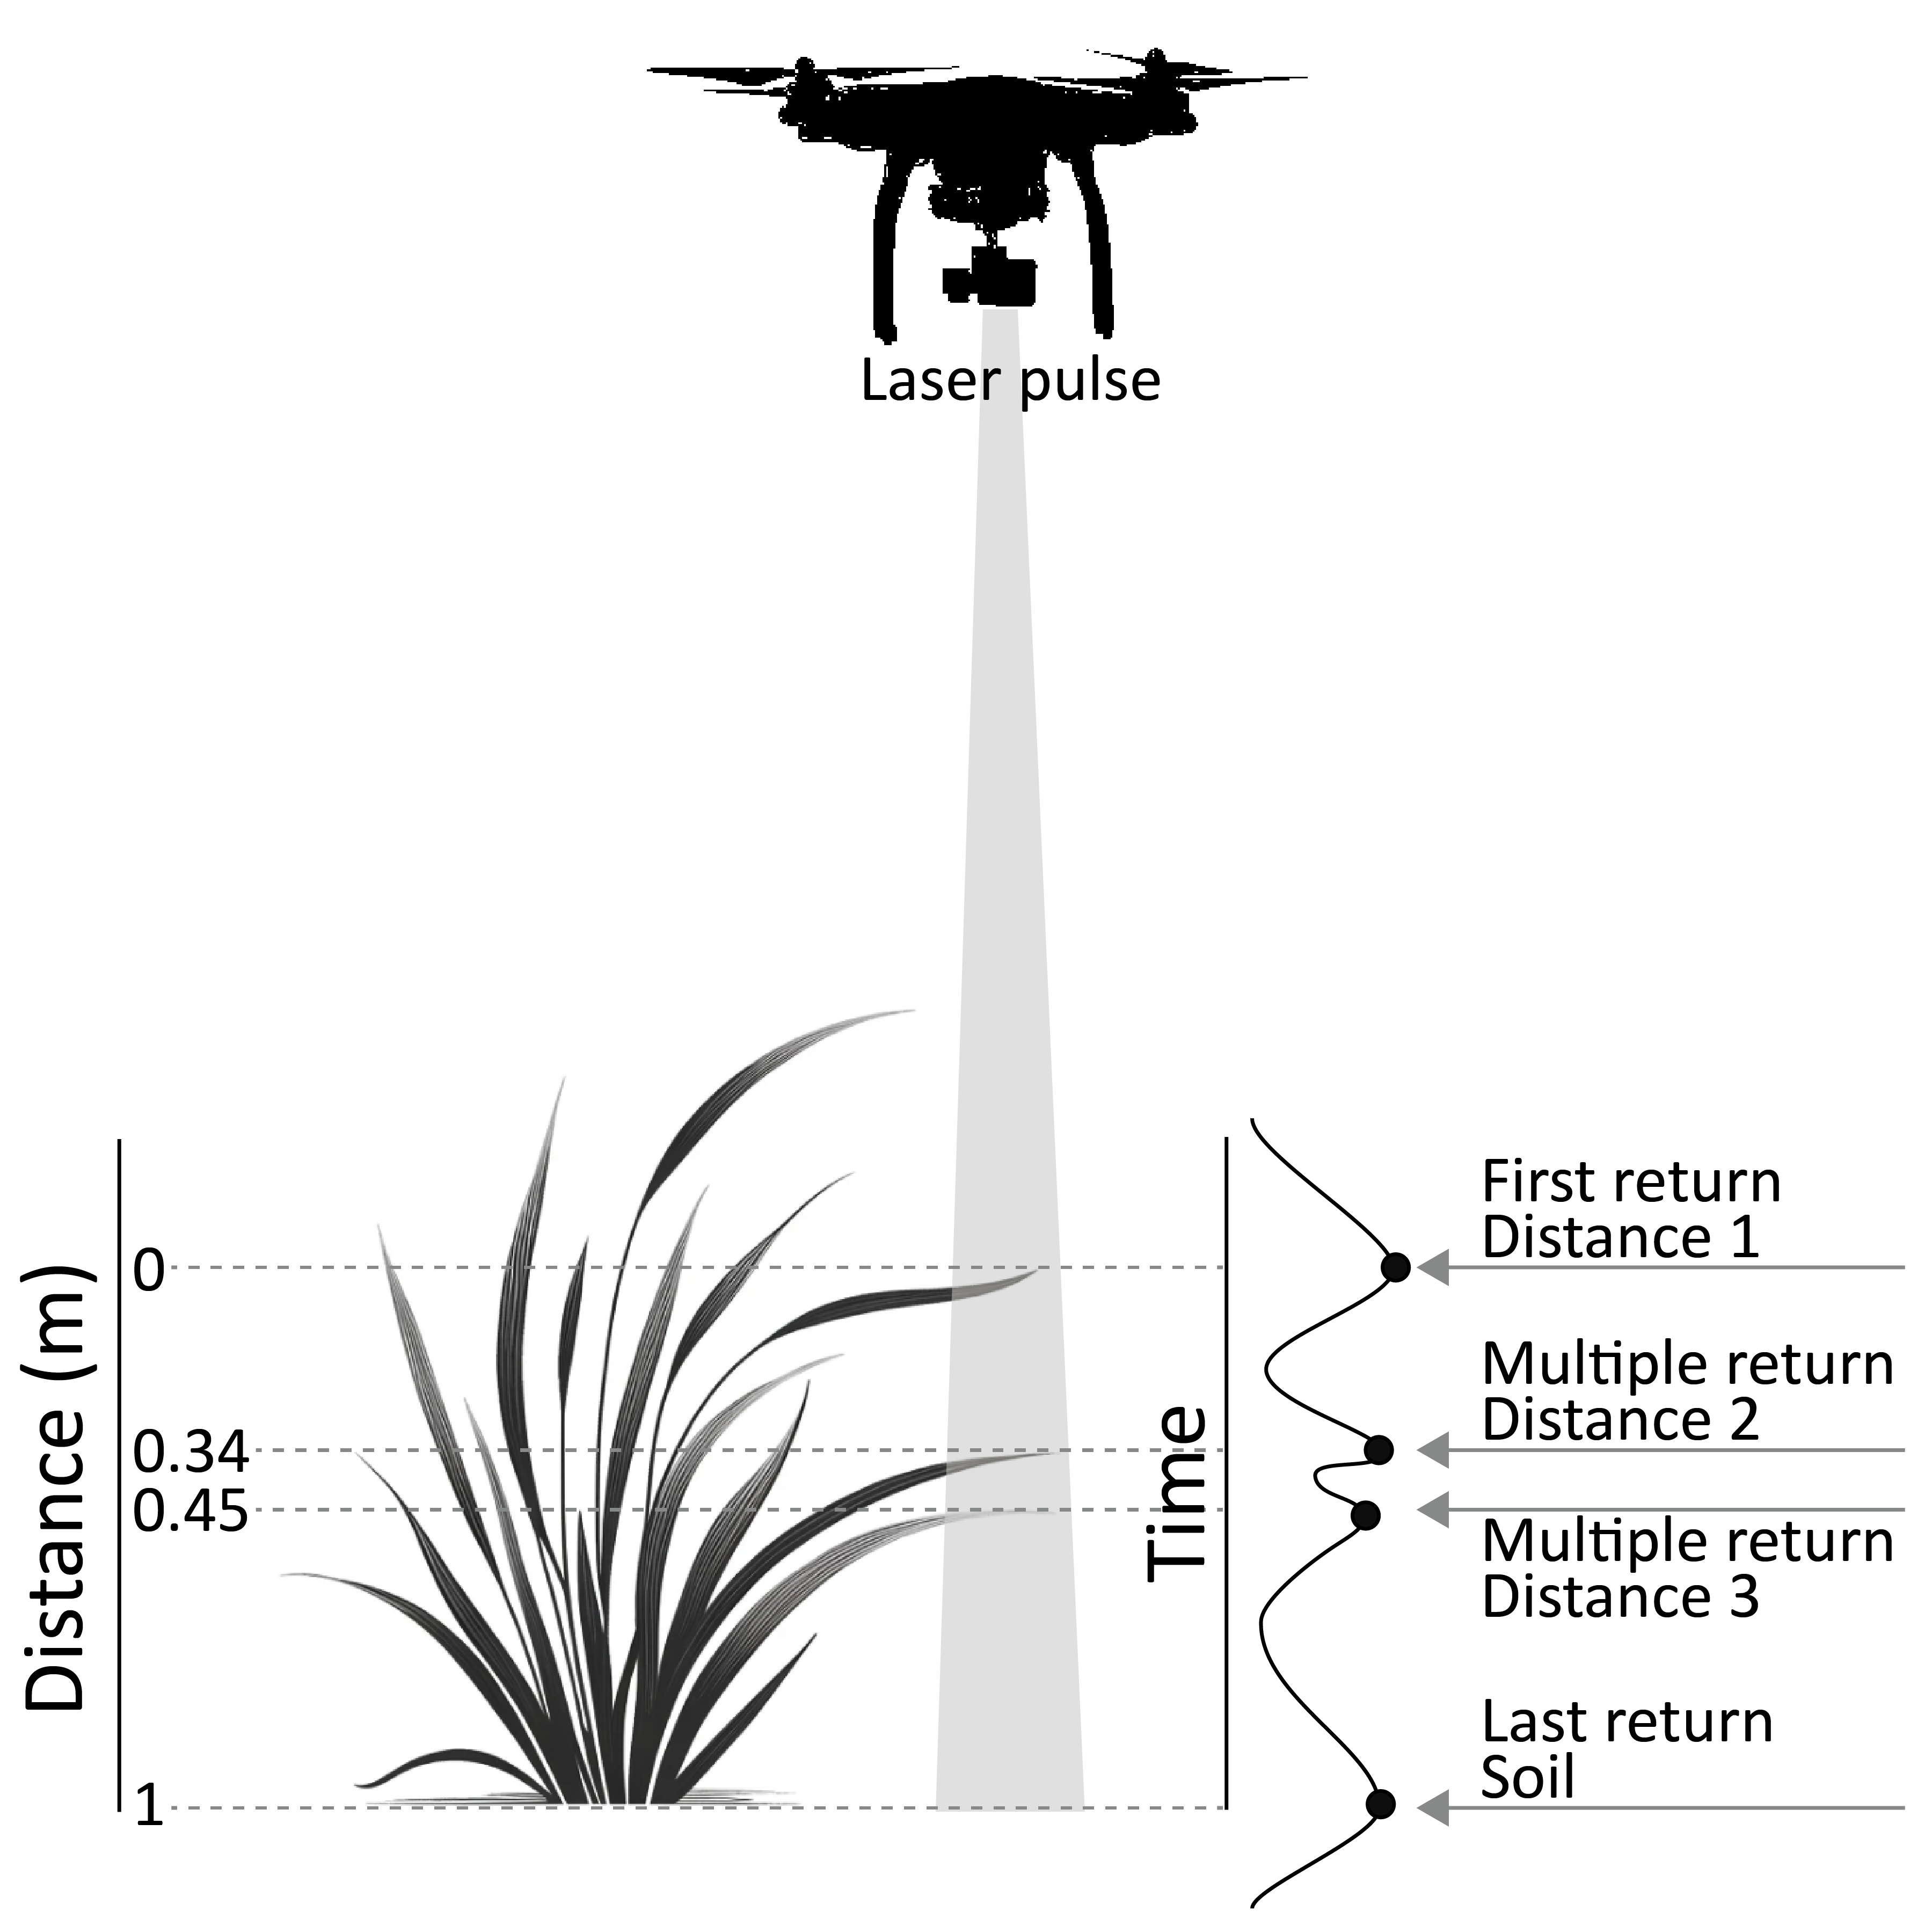 Laser pulse
Distance (m)
0
0.34
0.45
1
Time
First return
Distance 1
Multiple return
Distance 2
Multiple return
Distance 3
Last return
Soil